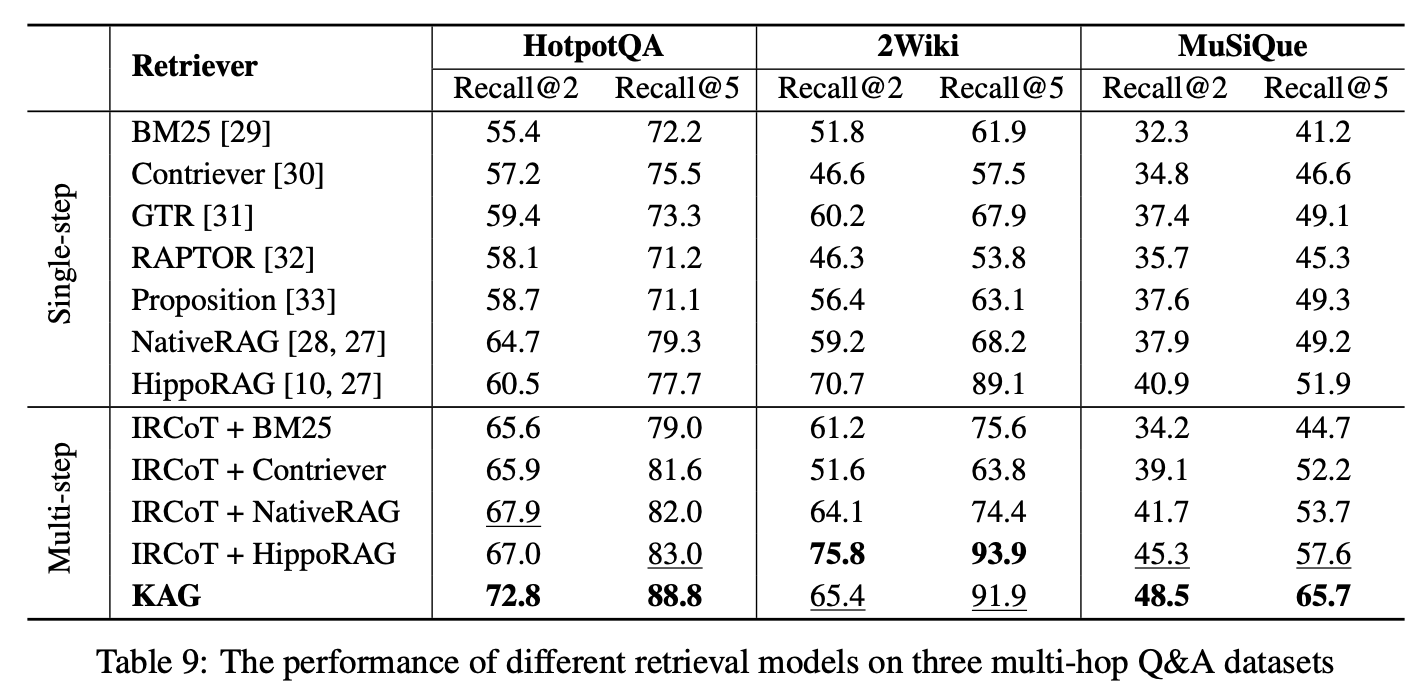 Retriever HotpotQA 2Wiki MuSiQue
Recall@2 Recall@5 Recall@2 Recall@5 Recall@2 Recall@5
Single-step
BM25 [29] 55.4 72.2 51.8 61.9 32.3 41.2
Contriever [30] 57.2 75.5 46.6 57.5 34.8 46.6
GTR [31] 59.4 73.3 60.2 67.9 37.4 49.1
RAPTOR [32] 58.1 71.2 46.3 53.8 35.7 45.3
Proposition [33] 58.7 71.1 56.4 63.1 37.6 49.3
NativeRAG [28, 27] 64.7 79.3 59.2 68.2 37.9 49.2
HippoRAG [10, 27] 60.5 77.7 70.7 89.1 40.9 51.9
Multi-step
IRCoT + BM25 65.6 79.0 61.2 75.6 34.2 44.7
IRCoT + Contriever 65.9 81.6 51.6 63.8 39.1 52.2
IRCoT + NativeRAG 67.9 82.0 64.1 74.4 41.7 53.7
IRCoT + HippoRAG 67.0 83.0 75.8 93.9 45.3 57.6
KAG 72.8 88.8 65.4 91.9 48.5 65.7
Table 9: The performance of different retrieval models on three multi-hop Q&A datasets